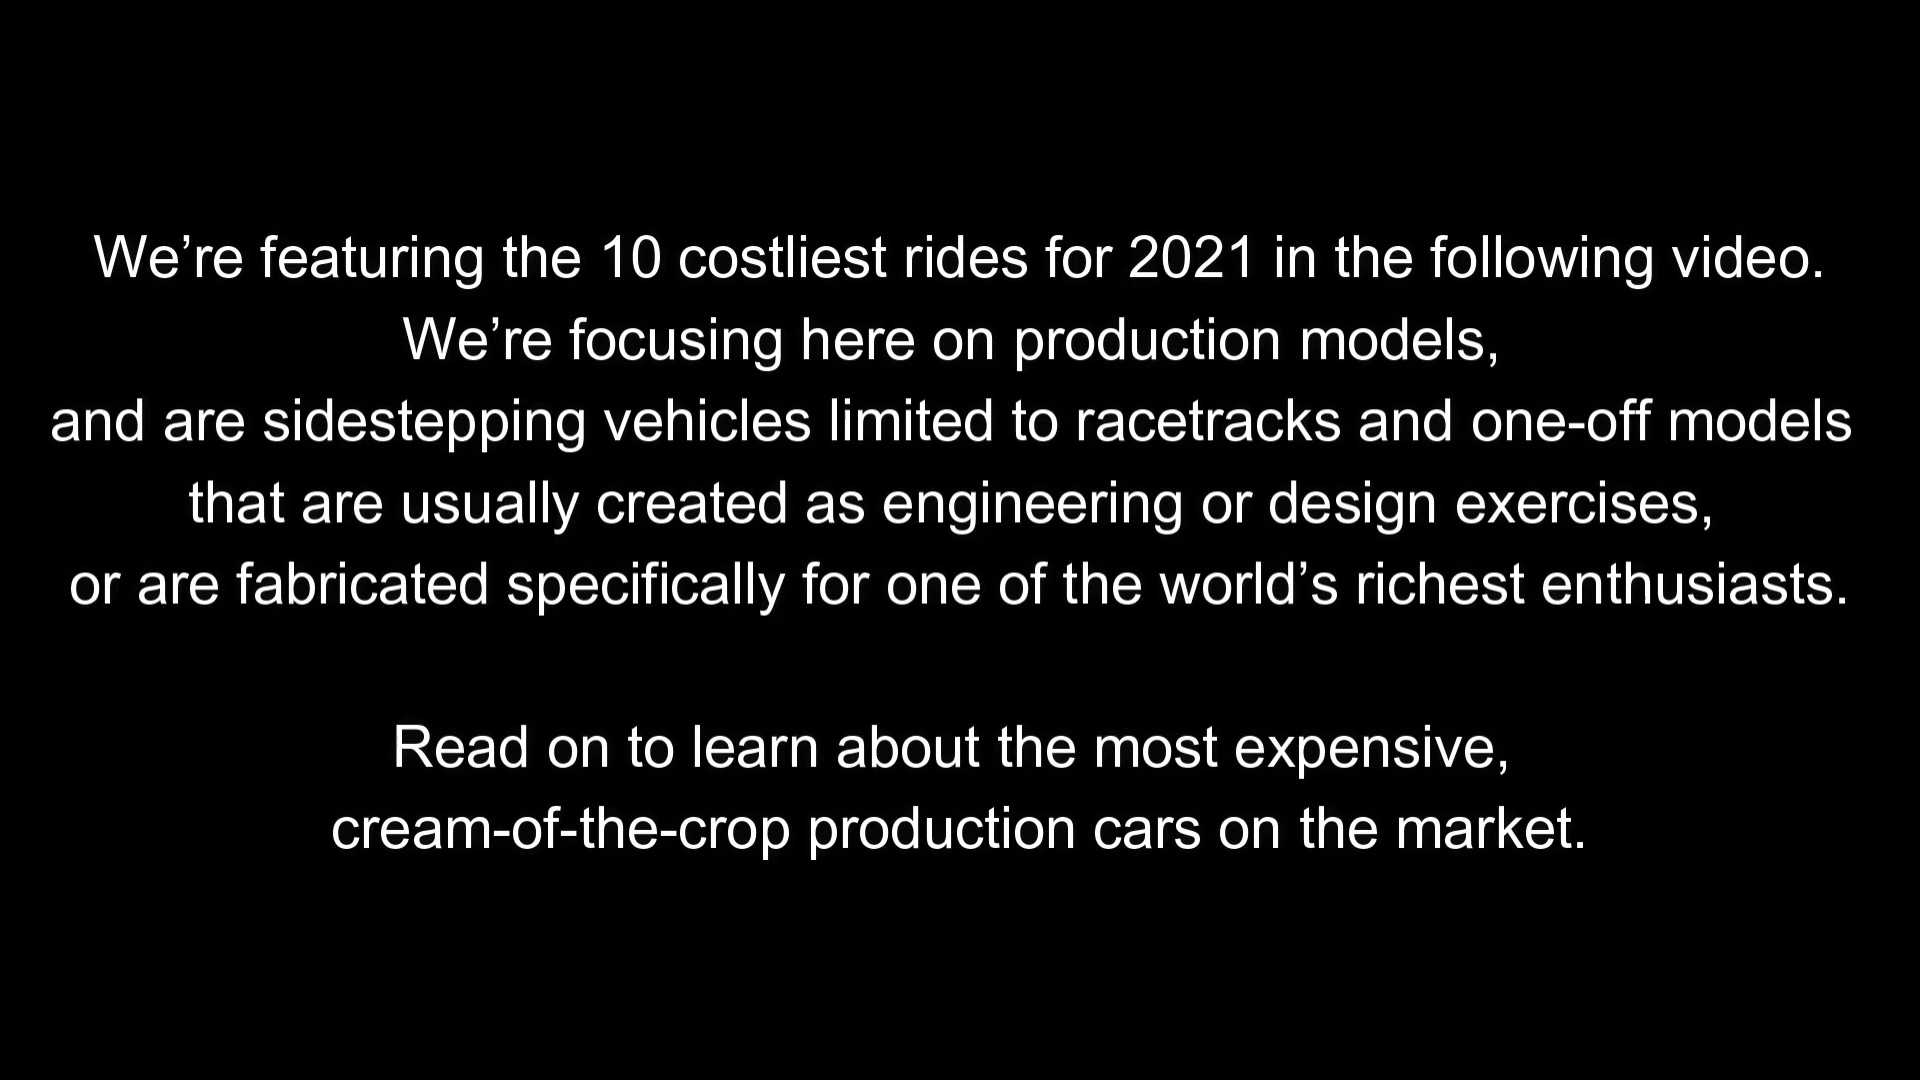 We’re featuring the 10 costliest rides for 2021 in the following video.
We’re focusing here on production models,
and are sidestepping vehicles limited to racetracks and one-off models
that are usually created as engineering or design exercises,
or are fabricated specifically for one of the world’s richest enthusiasts.
Read on to learn about the most expensive,
cream-of-the-crop production cars on the market.